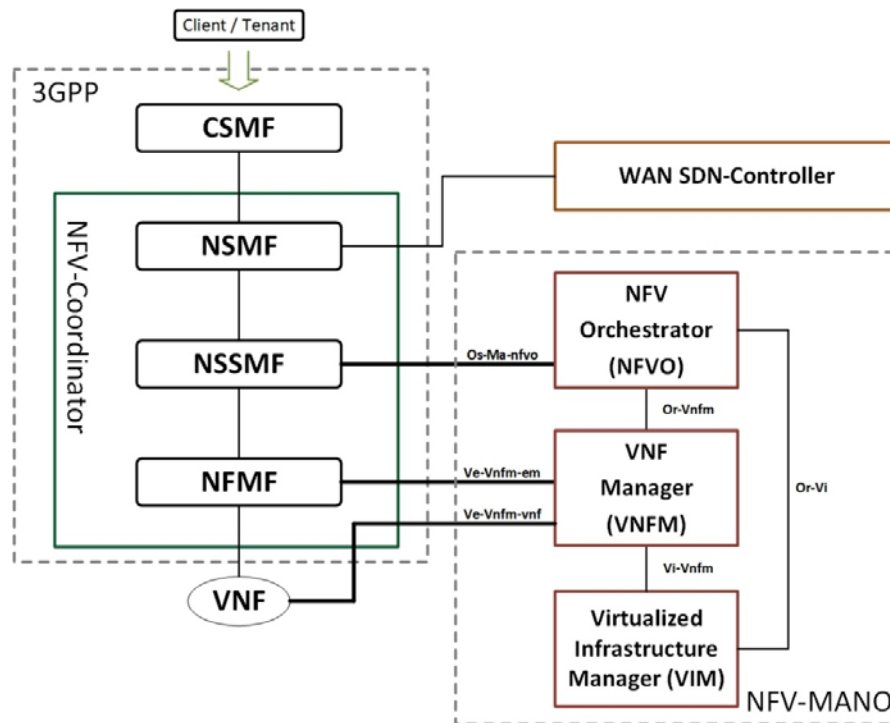 Client / Tenant
3GPP
CSMF
WAN SDN-Controller
NFV-Coordinator
NSMF
NFV
Orchestrator
(NFVO)
NSSMF
Os-Ma-nfvo
Or-Vnfm
VNF
Manager
(VNFM)
NFMF
Ve-Vnfm-em
Or-Vi
Ve-Vnfm-vnf
Vi-Vnfm
VNF
Virtualized
Infrastructure
Manager (VIM)
NFV-MANO